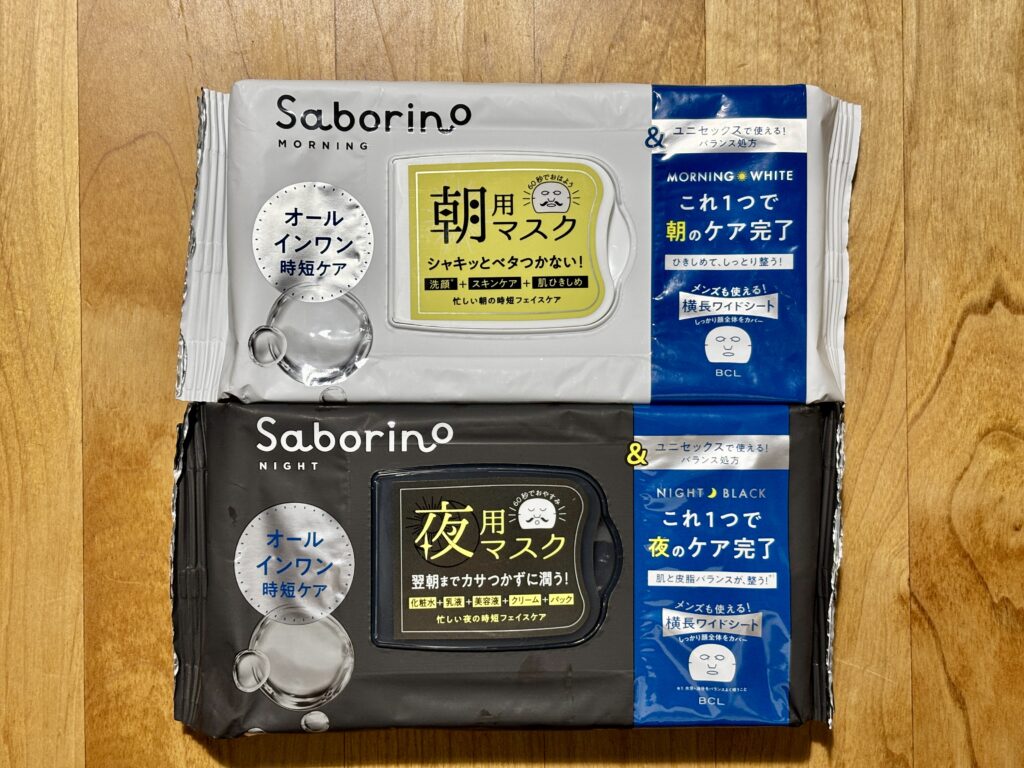 Saborino
MORNING
オール
インワン
時短ケア
60秒でおはよう
朝用マスク
シャキッとベタつかない!
洗顔*+スキンケア+肌ひきしめ
忙しい朝の時短フェイスケア
&
ユニセックスで使える!
バランス処方
MORNING WHITE
これ1つで
朝のケア完了
ひきしめて、しっとり整う!
メンズも使える!
横長ワイドシート
しっかり顔全体をカバー
BCL
Saborino
NIGHT
オール
インワン
時短ケア
60秒でおやすみ
夜用マスク
翌朝までカサつかずに潤う!
化粧水+乳液+美容液+クリーム+パック
忙しい夜の時短フェイスケア
&
ユニセックスで使える!
バランス処方
NIGHT BLACK
これ1つで
夜のケア完了
肌と皮脂バランスが、整う!
メンズも使える!
横長ワイドシート
しっかり顔全体をカバー
BCL